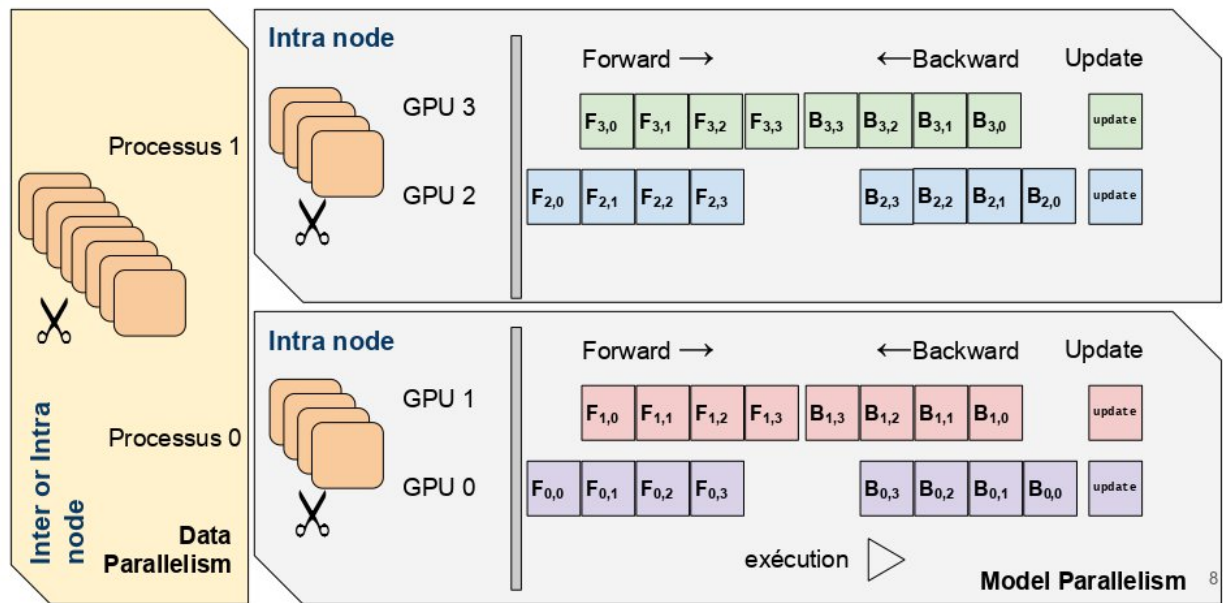 Processus 1
Processus 0
Inter or Intra
node
Data
Parallelism
Intra node
Forward → ←Backward Update
GPU 3 F3,0 F3,1 F3,2 F3,3 B3,3 B3,2 B3,1 B3,0 update
GPU 2 F2,0 F2,1 F2,2 F2,3 B2,3 B2,2 B2,1 B2,0 update
Intra node
Forward → ←Backward Update
GPU 1 F1,0 F1,1 F1,2 F1,3 B1,3 B1,2 B1,1 B1,0 update
GPU 0 F0,0 F0,1 F0,2 F0,3 B0,3 B0,2 B0,1 B0,0 update
exécution
Model Parallelism 8